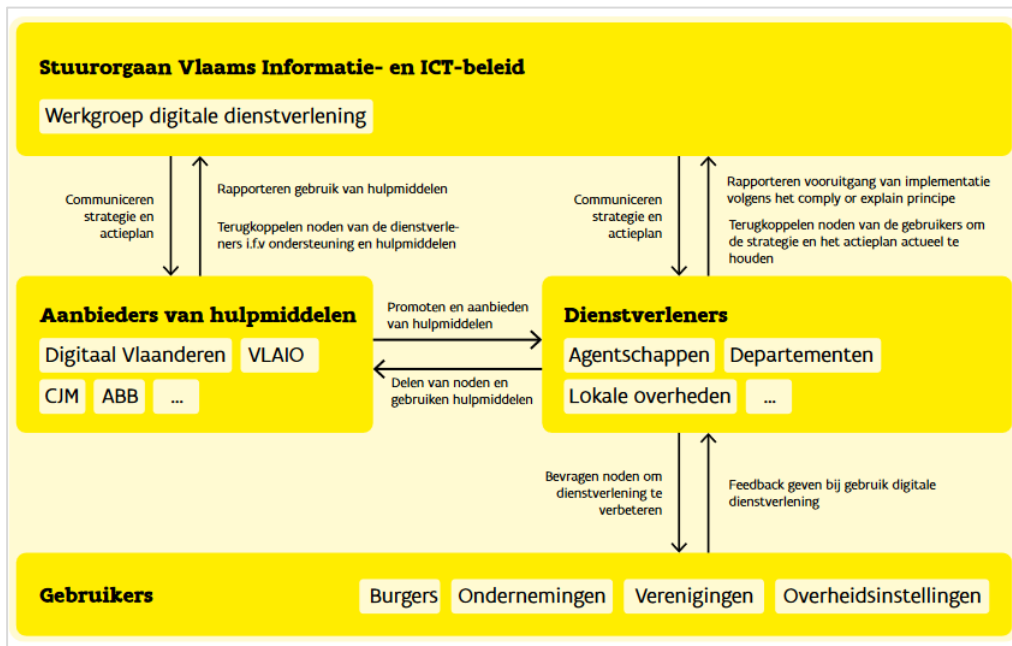 Stuurorgaan Vlaams Informatie- en ICT-beleid
Werkgroep digitale dienstverlening
Communiceren
strategie en
actieplan
Rapporteren gebruik van hulpmiddelen
Terugkoppelen noden van de dienstverle-
ners i.f.v ondersteuning en hulpmiddelen
Communiceren
strategie en
actieplan
Rapporteren vooruitgang van implementatie
volgens het comply or explain principe
Terugkoppelen noden van de gebruikers om
de strategie en het actieplan actueel te
houden
Aanbieders van hulpmiddelen
Digitaal Vlaanderen VLAIO
CJM ABB ...
Promoten en aanbieden
van hulpmiddelen
Delen van noden en
gebruiken hulpmiddelen
Dienstverleners
Agentschappen Departementen
Lokale overheden ...
Bevragen noden om
dienstverlening te
verbeteren
Feedback geven bij gebruik digitale
dienstverlening
Gebruikers Burgers Ondernemingen Verenigingen Overheidsinstellingen